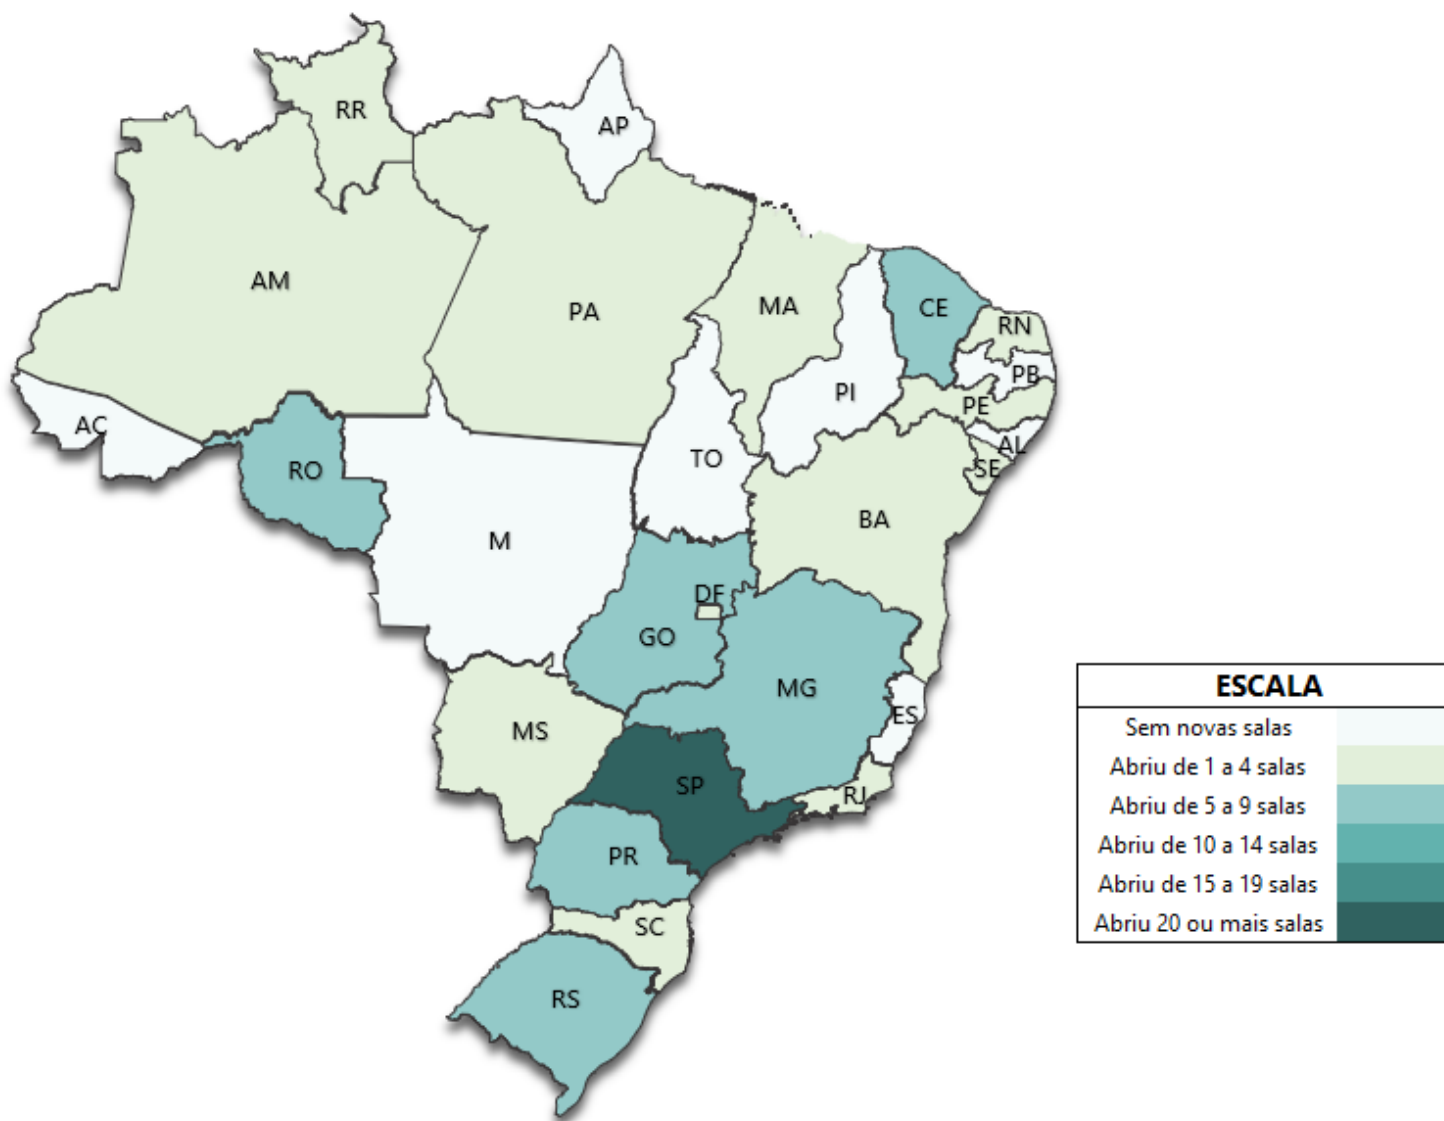 RR
AP
AM
PA
MA
CE
RN
PB
PI
PE
AC
AL
TO
SE
RO
BA
M
DF
GO
MG
MS
ES
SP
RJ
PR
SC
RS
ESCALA
Sem novas salas
Abriu de 1 a 4 salas
Abriu de 5 a 9 salas
Abriu de 10 a 14 salas
Abriu de 15 a 19 salas
Abriu 20 ou mais salas